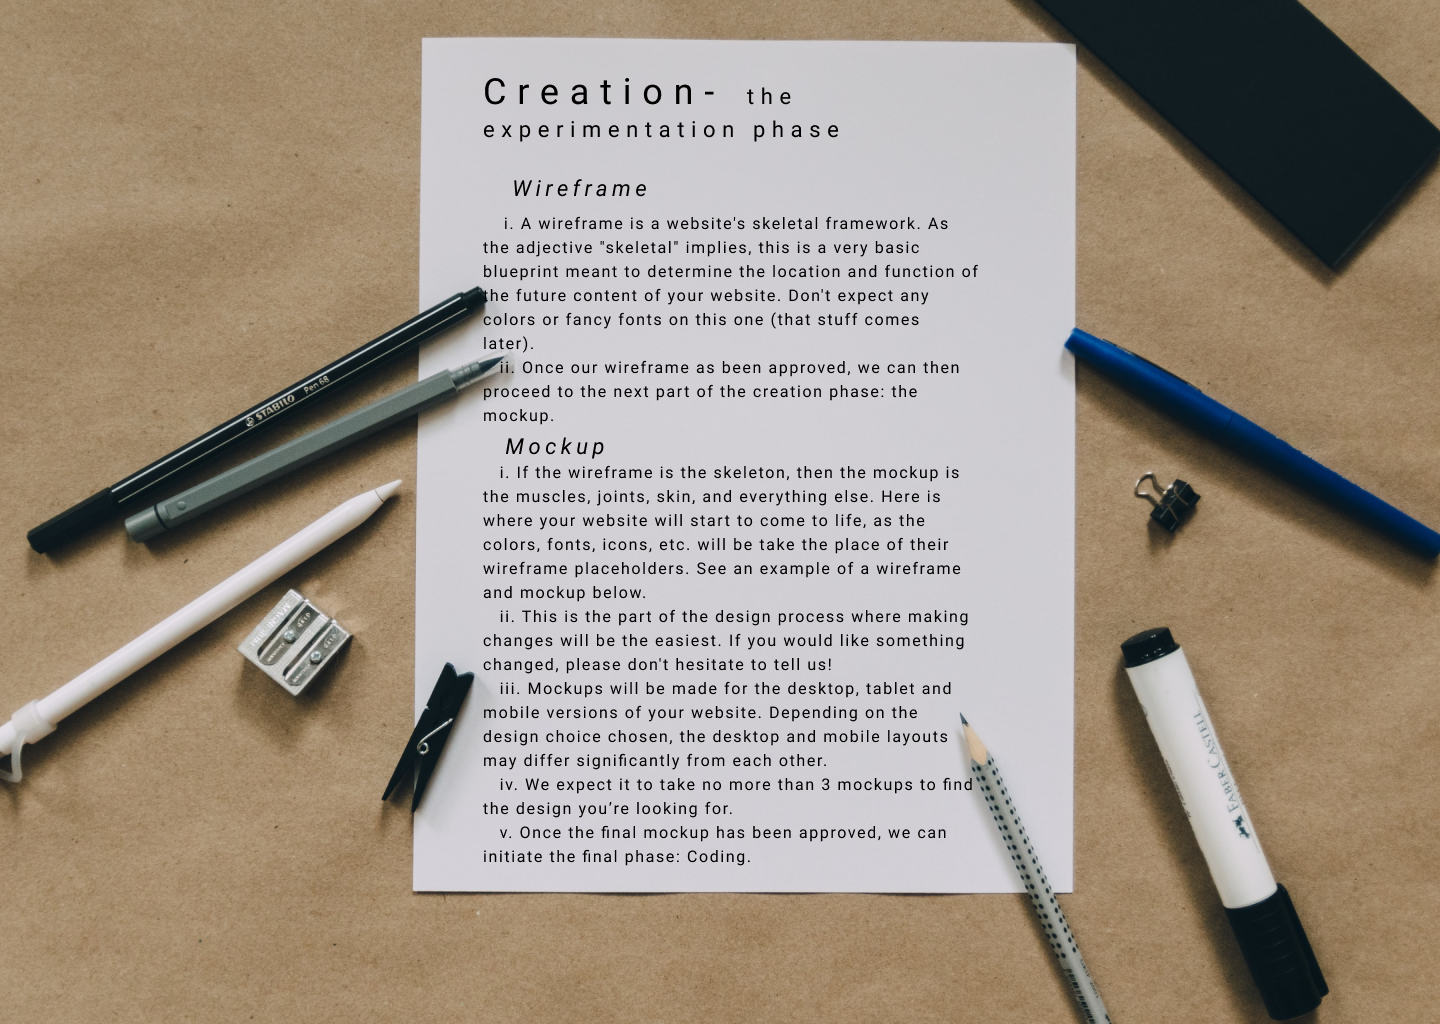 Creation- the
experimentation phase
Wireframe
i. A wireframe is a website's skeletal framework. As
the adjective "skeletal" implies, this is a very basic
blueprint meant to determine the location and function of
the future content of your website. Don't expect any
colors or fancy fonts on this one (that stuff comes
later).
ii. Once our wireframe as been approved, we can then
proceed to the next part of the creation phase: the
mockup.
Mockup
i. If the wireframe is the skeleton, then the mockup is
the muscles, joints, skin, and everything else. Here is
where your website will start to come to life, as the
colors, fonts, icons, etc. will be take the place of their
wireframe placeholders. See an example of a wireframe
and mockup below.
ii. This is the part of the design process where making
changes will be the easiest. If you would like something
changed, please don't hesitate to tell us!
iii. Mockups will be made for the desktop, tablet and
mobile versions of your website. Depending on the
design choice chosen, the desktop and mobile layouts
may differ significantly from each other.
iv. We expect it to take no more than 3 mockups to find
the design you’re looking for.
v. Once the final mockup has been approved, we can
initiate the final phase: Coding.
STABILO Pen 68
FABER-CASTELL